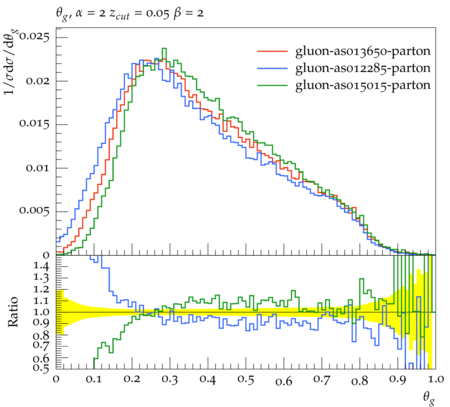 θg, α = 2 zcut = 0.05 β = 2
gluon-as013650-parton
gluon-as012285-parton
gluon-as015015-parton
1/σ dσ/dθg
0.025
0.02
0.015
0.01
0.005
0
Ratio
1.4
1.3
1.2
1.1
1.0
0.9
0.8
0.7
0.6
0.5
0 0.1 0.2 0.3 0.4 0.5 0.6 0.7 0.8 0.9 1.0
θg